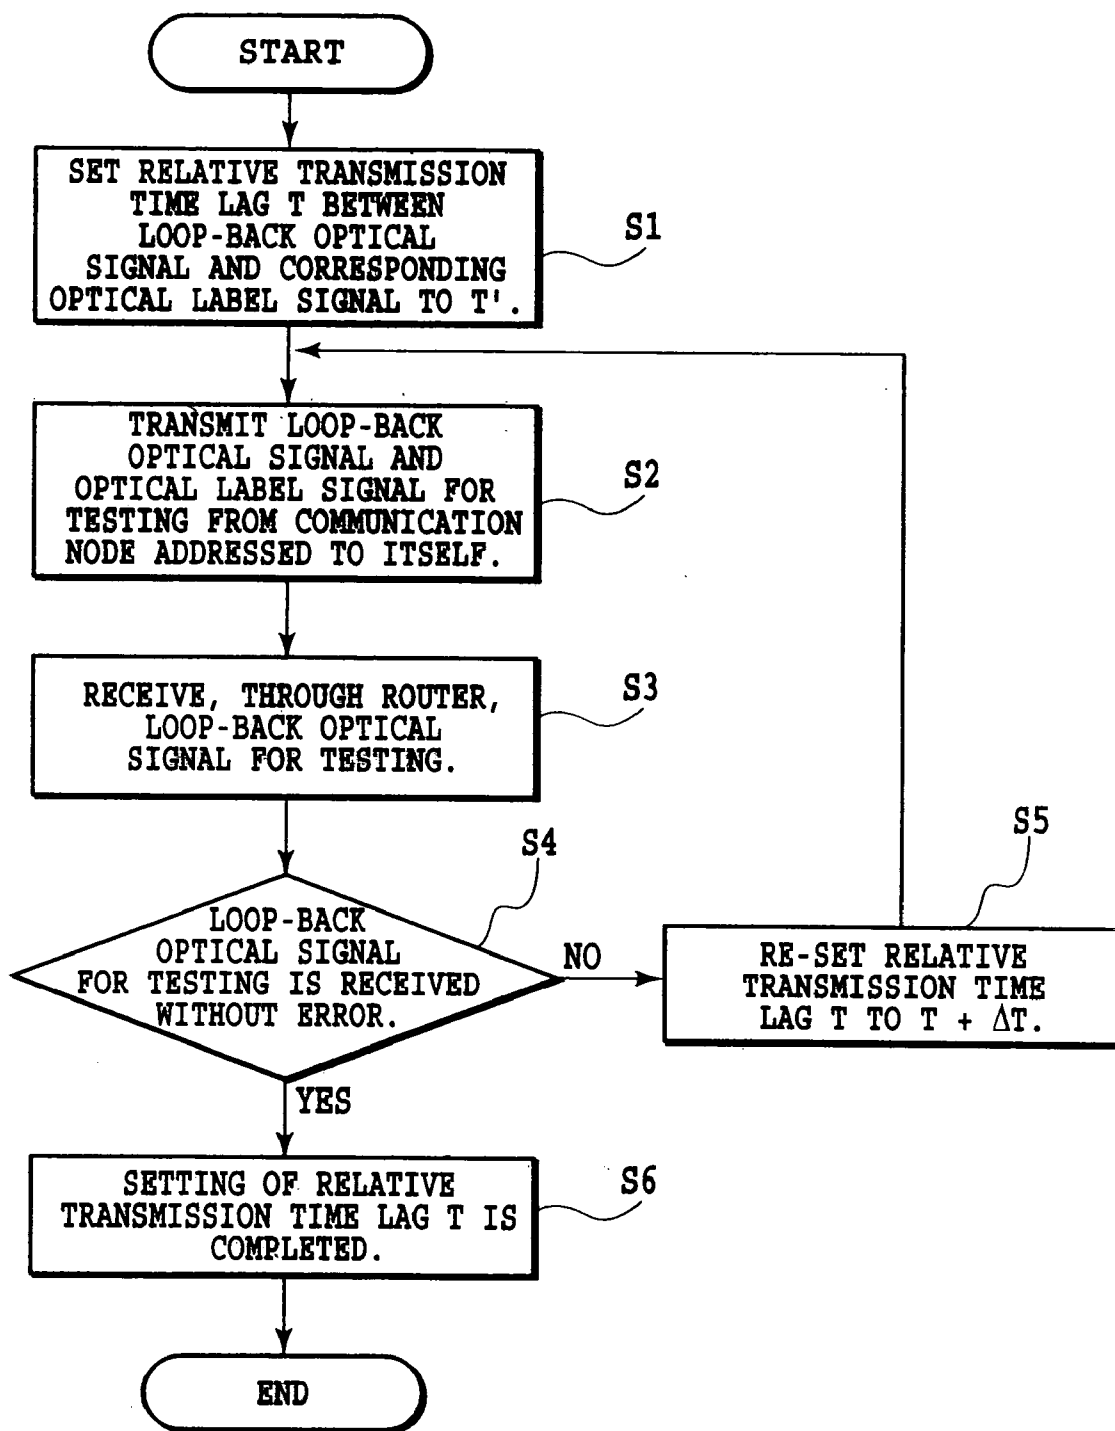 START
SET RELATIVE TRANSMISSION
TIME LAG T BETWEEN
LOOP-BACK OPTICAL
SIGNAL AND CORRESPONDING
OPTICAL LABEL SIGNAL TO T'.
S1
TRANSMIT LOOP-BACK
OPTICAL SIGNAL AND
OPTICAL LABEL SIGNAL FOR
TESTING FROM COMMUNICATION
NODE ADDRESSED TO ITSELF.
S2
RECEIVE, THROUGH ROUTER,
LOOP-BACK OPTICAL
SIGNAL FOR TESTING.
S3
S4
LOOP-BACK
OPTICAL SIGNAL
FOR TESTING IS RECEIVED
WITHOUT ERROR.
NO
S5
RE-SET RELATIVE
TRANSMISSION TIME
LAG T TO T + ΔT.
YES
SETTING OF RELATIVE
TRANSMISSION TIME LAG T IS
COMPLETED.
S6
END